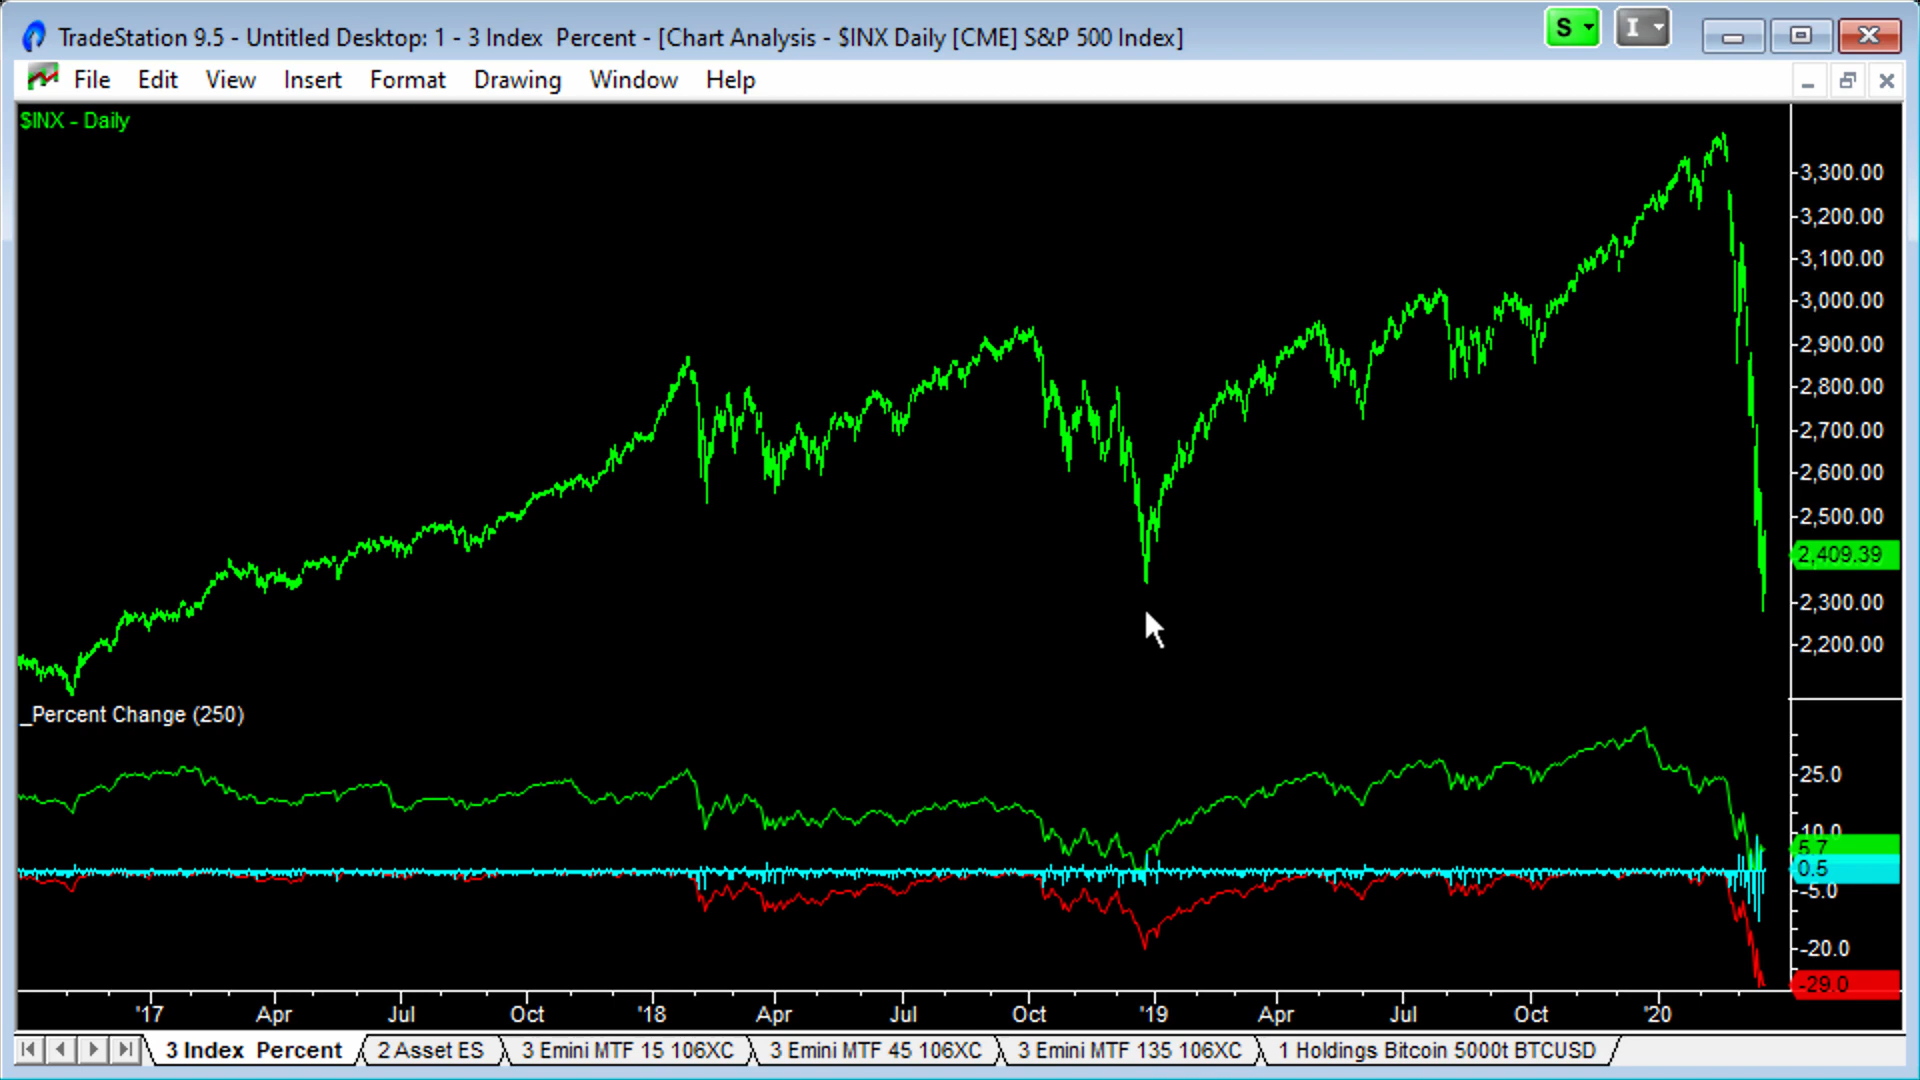 TradeStation 9.5 - Untitled Desktop: 1 - 3 Index  Percent - [Chart Analysis - $INX Daily [CME] S&P 500 Index]
S
I
File Edit View Insert Format Drawing Window Help
$INX - Daily
3,300.00
3,200.00
3,100.00
3,000.00
2,900.00
2,800.00
2,700.00
2,600.00
2,500.00
2,409.39
2,300.00
2,200.00
_Percent Change (250)
25.0
10.0
5.7
0.5
-5.0
-20.0
-29.0
'17 Apr Jul Oct '18 Apr Jul Oct '19 Apr Jul Oct '20
3 Index  Percent 2 Asset ES 3 Emini MTF 15 106XC 3 Emini MTF 45 106XC 3 Emini MTF 135 106XC 1 Holdings Bitcoin 5000t BTCUSD